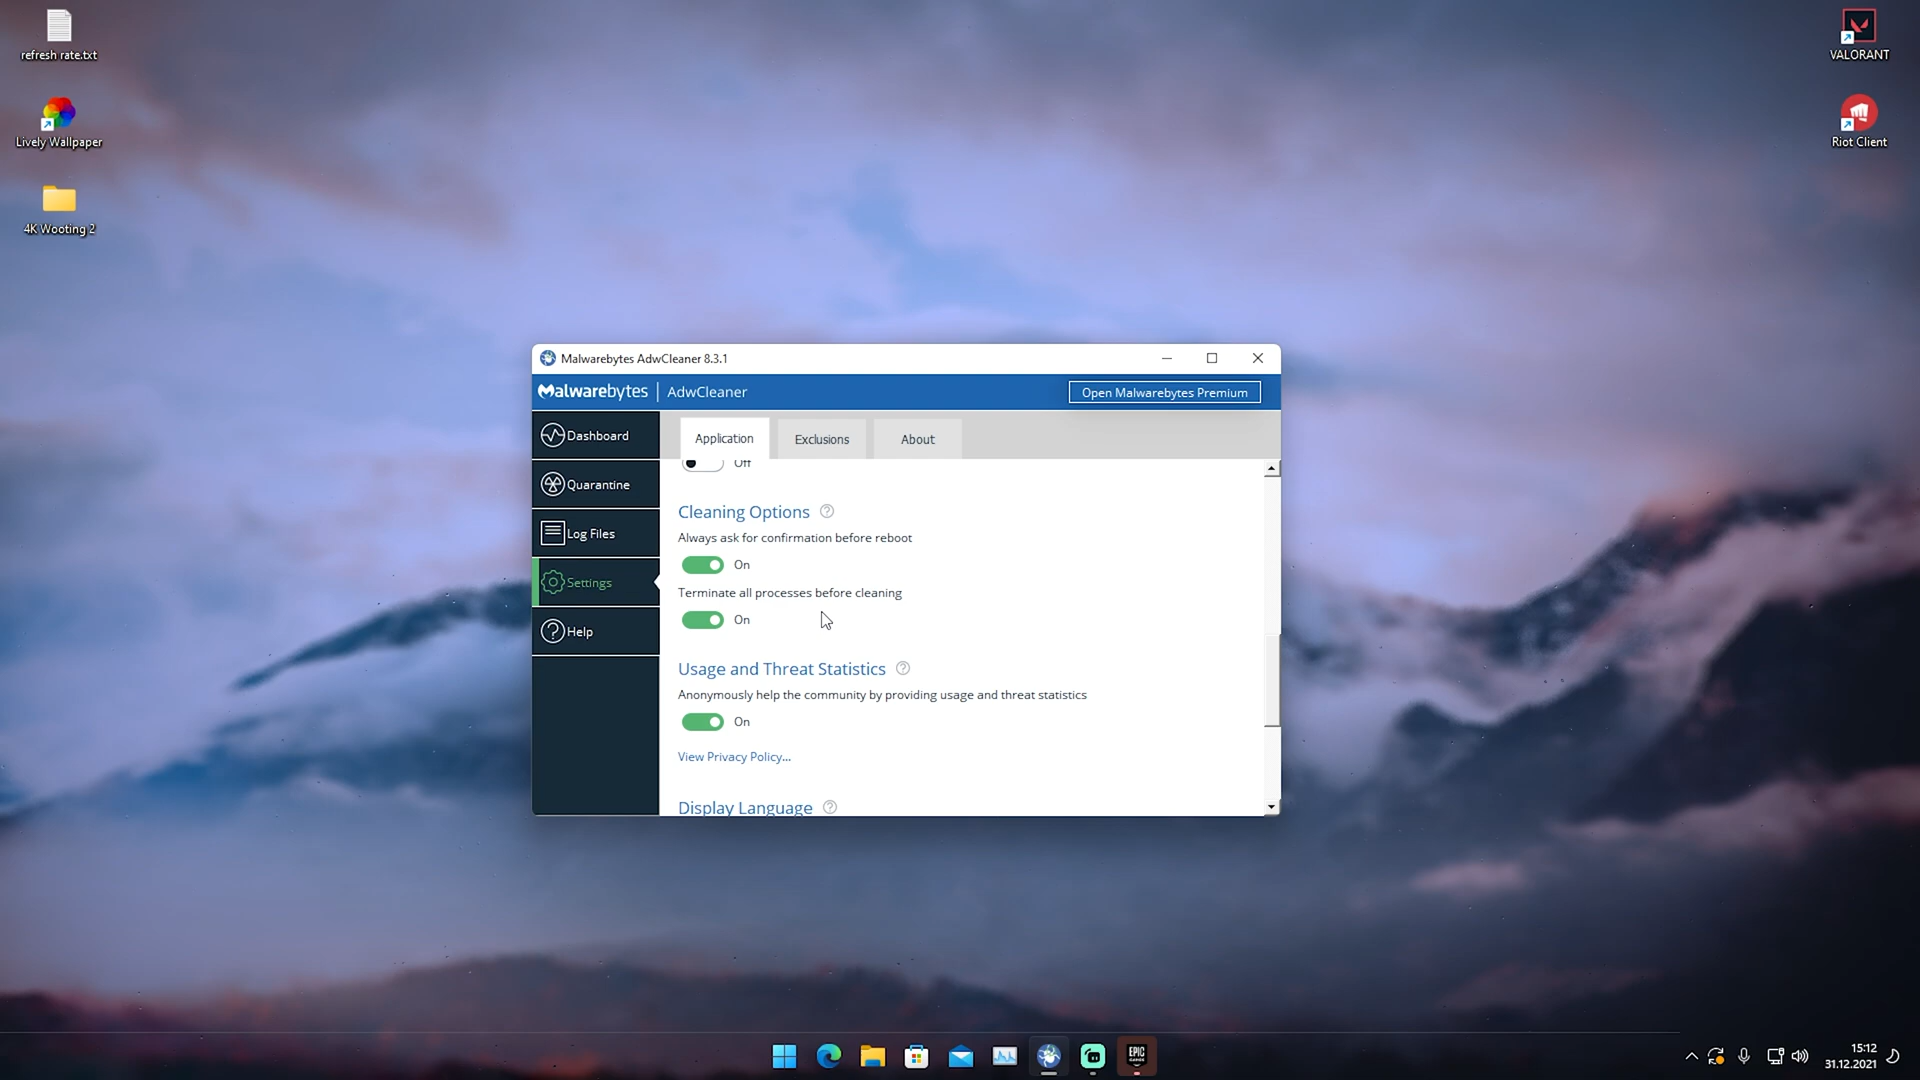 refresh rate.txt
Lively Wallpaper
4K Wooting 2
VALORANT
Riot Client
Malwarebytes AdwCleaner 8.3.1
Malwarebytes | AdwCleaner
Open Malwarebytes Premium
Dashboard
Quarantine
Log Files
Settings
Help
Application
Exclusions
About
Off
Cleaning Options
Always ask for confirmation before reboot
On
Terminate all processes before cleaning
On
Usage and Threat Statistics
Anonymously help the community by providing usage and threat statistics
On
View Privacy Policy...
Display Language
EPIC
GAMES
15:12
31.12.2021